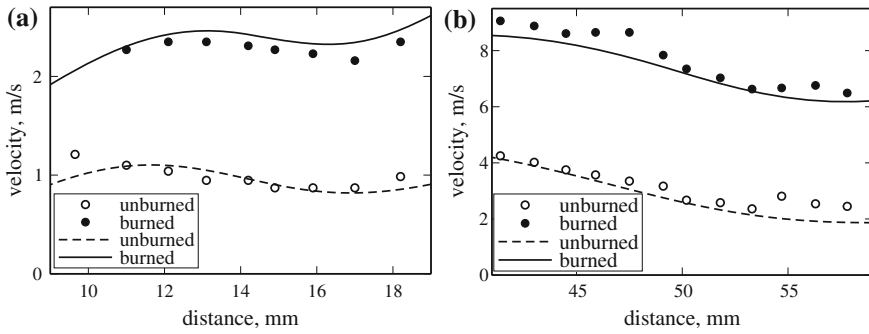 (a)
velocity, m/s
2
1
0
unburned
burned
unburned
burned
10
12
14
16
18
distance, mm
(b)
velocity, m/s
8
6
4
2
0
unburned
burned
unburned
burned
45
50
55
distance, mm